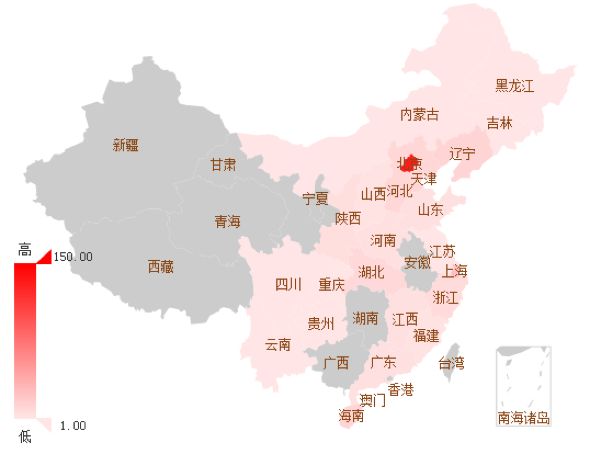 黑龙江
内蒙古
吉林
新疆
北京
辽宁
甘肃
天津
宁夏
山西
河北
山东
青海
陕西
河南
江苏
高
150.00
西藏
安徽
上海
湖北
四川
重庆
浙江
贵州
湖南
江西
云南
福建
广西
广东
台湾
香港
澳门
海南
南海诸岛
1.00
低